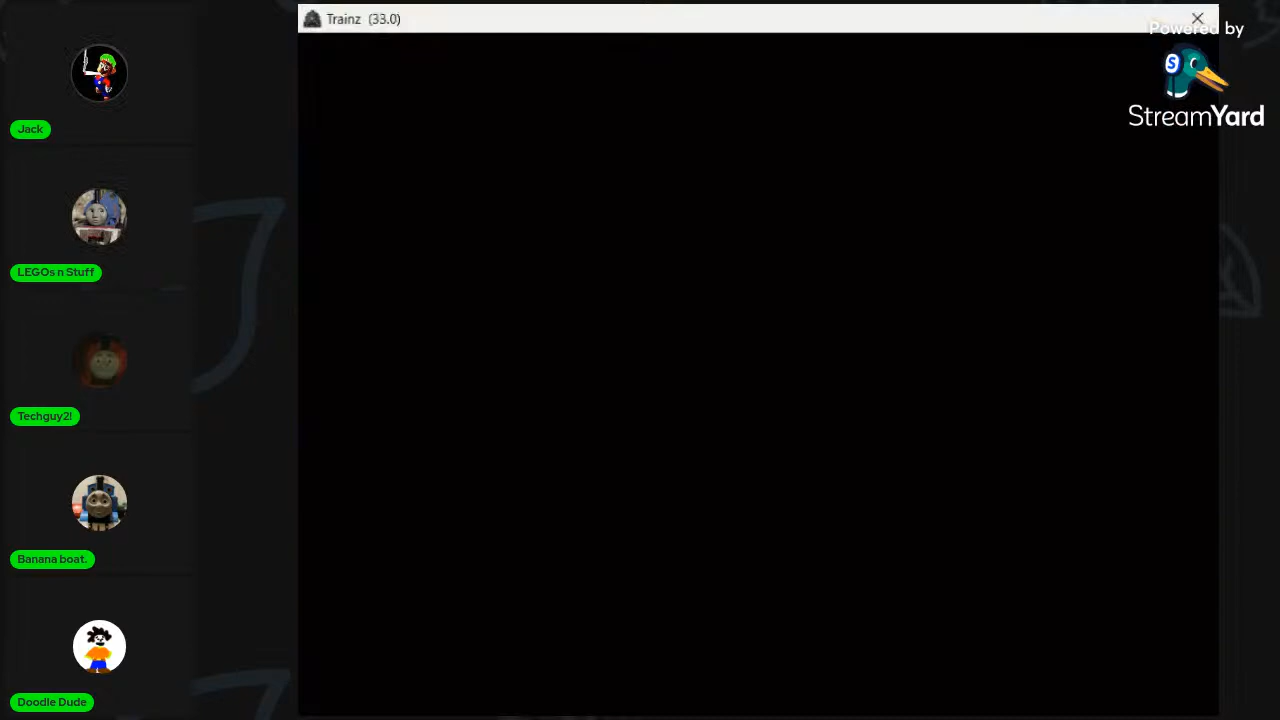 Trainz (33.0)
Powered by
S
StreamYard
Jack
LEGOs n Stuff
Techguy2!
Banana boat.
Doodle Dude